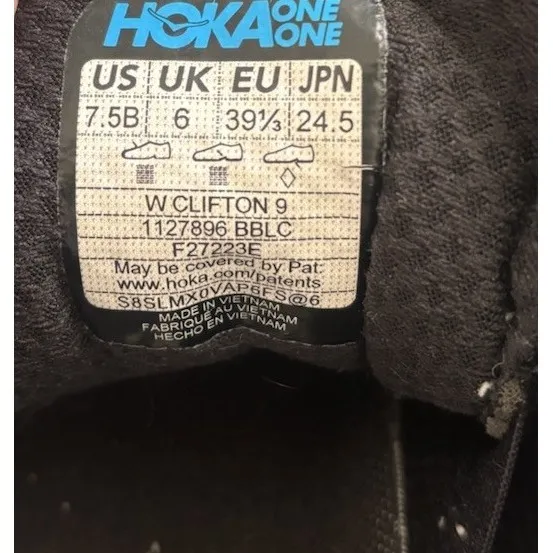 HOKA ONE ONE
US UK EU JPN
7.5B 6 39⅓ 24.5
W CLIFTON 9
1127896 BBLC
F27223E
May be covered by Pat:
www.hoka.com/patents
S8SLMX0VAP6FS@6
MADE IN VIETNAM
FABRIQUÉ AU VIETNAM
HECHO EN VIETNAM